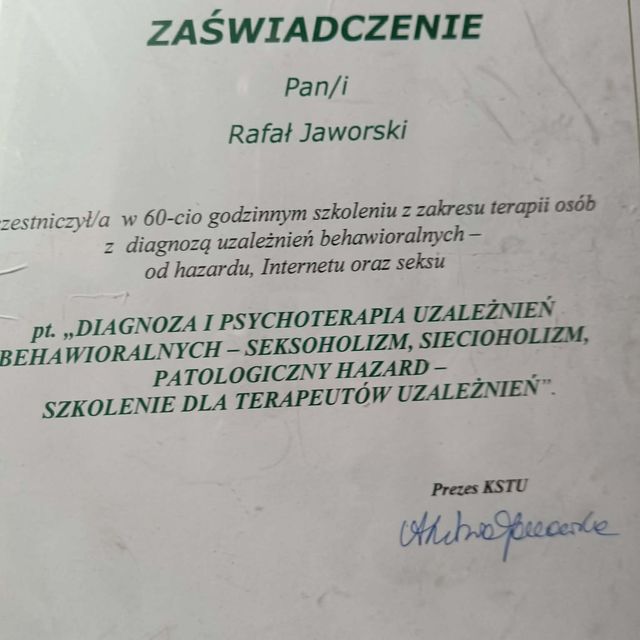 ZAŚWIADCZENIE
Pan/i
Rafał Jaworski
zestniczył/a w 60-cio godzinnym szkoleniu z zakresu terapii osób
z diagnozą uzależnień behawioralnych –
od hazardu, Internetu oraz seksu
pt. „DIAGNOZA I PSYCHOTERAPIA UZALEŻNIEŃ
BEHAWIORALNYCH – SEKSOHOLIZM, SIECIOHOLIZM,
PATOLOGICZNY HAZARD –
SZKOLENIE DLA TERAPEUTÓW UZALEŻNIEŃ”.
Prezes KSTU